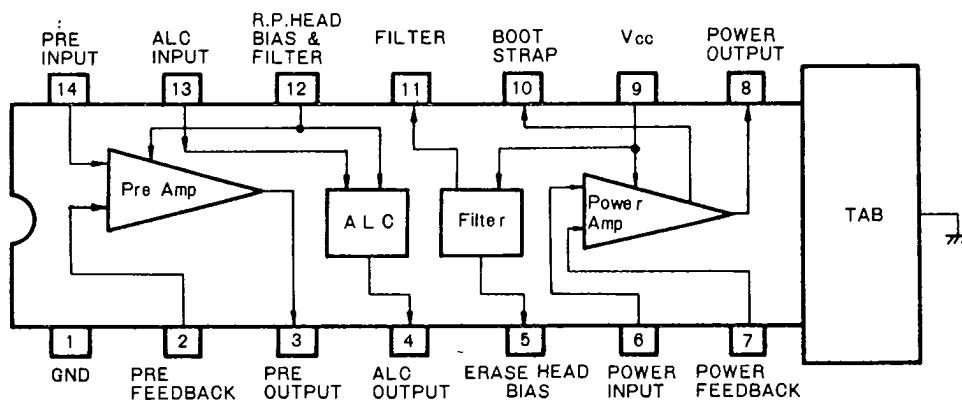 PRE
INPUT
ALC
INPUT
R.P.HEAD
BIAS &
FILTER
FILTER
BOOT
STRAP
Vcc
POWER
OUTPUT
14
13
12
11
10
9
8
Pre Amp
ALC
Filter
Power
Amp
TAB
1
2
3
4
5
6
7
GND
PRE
FEEDBACK
PRE
OUTPUT
ALC
OUTPUT
ERASE HEAD
BIAS
POWER
INPUT
POWER
FEEDBACK